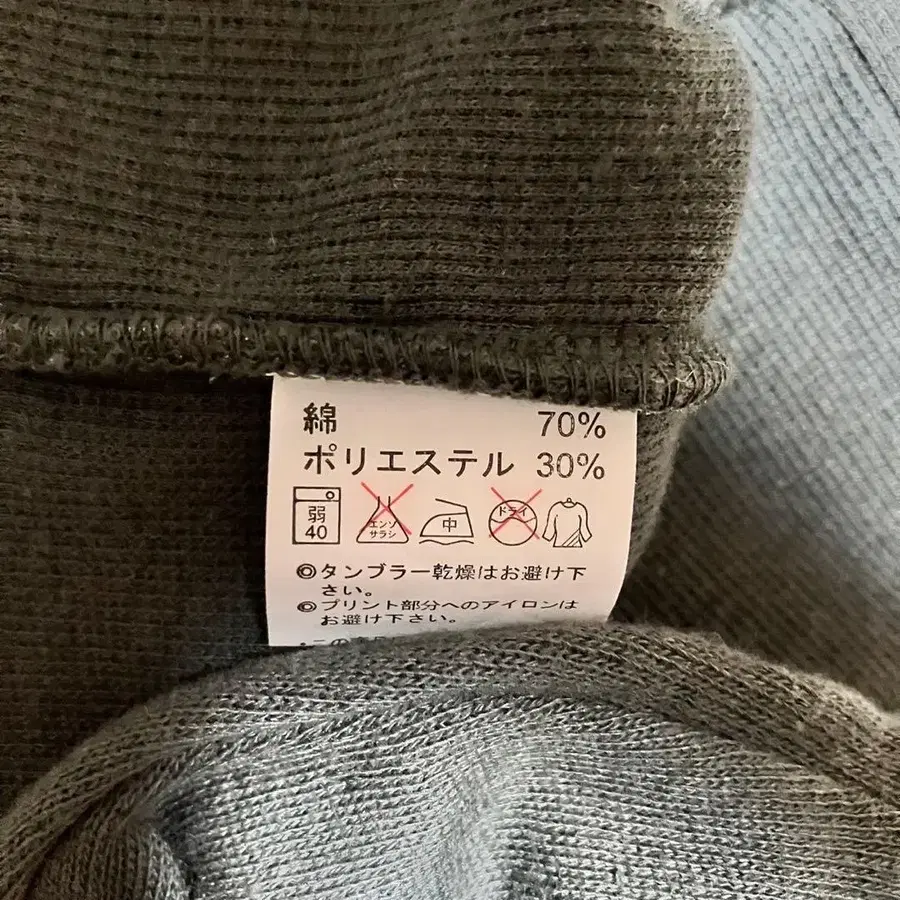 綿 70%
ポリエステル 30%
弱
40
エンソ
サラシ
中
ドライ
◎タンブラー乾燥はお避け下
さい。
◎プリント部分へのアイロンは
お避け下さい。